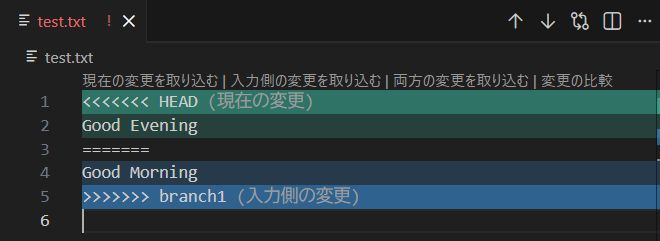 test.txt !
test.txt
現在の変更を取り込む | 入力側の変更を取り込む | 両方の変更を取り込む | 変更の比較
1 <<<<<<< HEAD (現在の変更)
2 Good Evening
3 =======
4 Good Morning
5 >>>>>>> branch1 (入力側の変更)
6